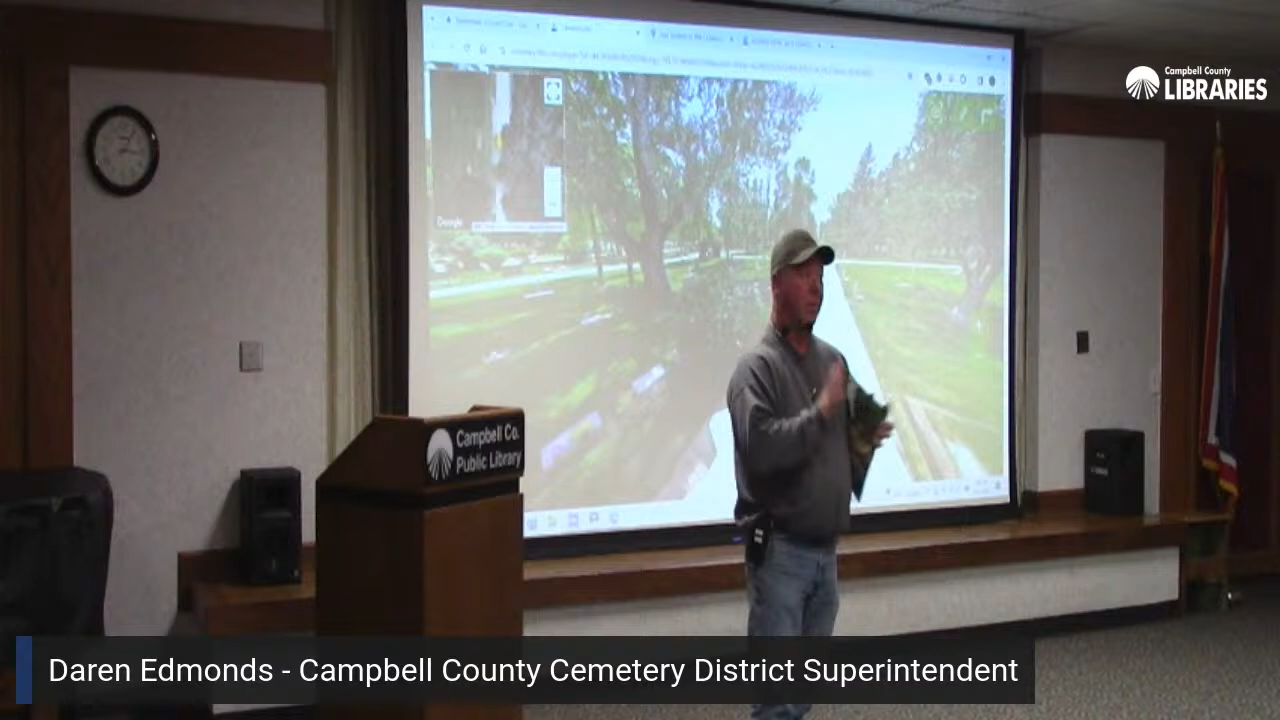 Campbell County
LIBRARIES
Google
Campbell Co.
Public Library
Daren Edmonds - Campbell County Cemetery District Superintendent